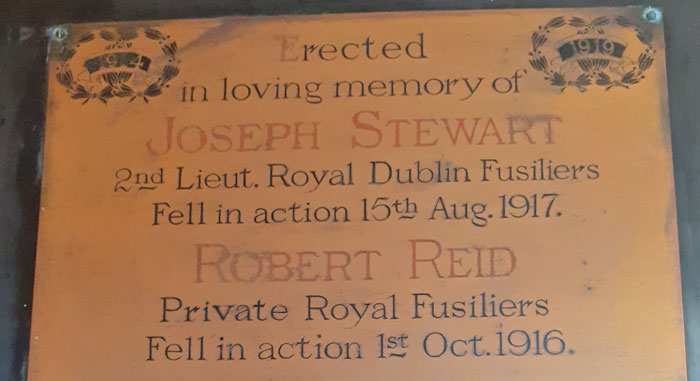 1914
1919
Erected
in loving memory of
JOSEPH STEWART
2nd Lieut. Royal Dublin Fusiliers
Fell in action 15th Aug. 1917.
ROBERT REID
Private Royal Fusiliers
Fell in action 1st Oct. 1916.